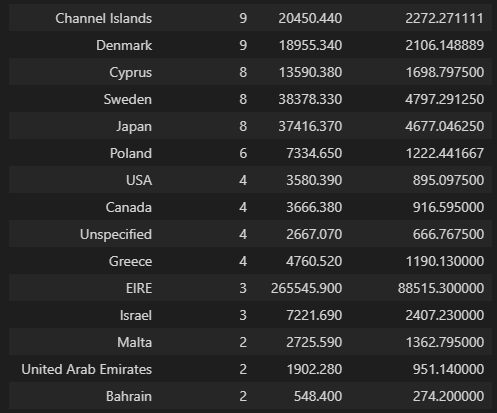 Channel Islands 9 20450.440 2272.271111
Denmark 9 18955.340 2106.148889
Cyprus 8 13590.380 1698.797500
Sweden 8 38378.330 4797.291250
Japan 8 37416.370 4677.046250
Poland 6 7334.650 1222.441667
USA 4 3580.390 895.097500
Canada 4 3666.380 916.595000
Unspecified 4 2667.070 666.767500
Greece 4 4760.520 1190.130000
EIRE 3 265545.900 88515.300000
Israel 3 7221.690 2407.230000
Malta 2 2725.590 1362.795000
United Arab Emirates 2 1902.280 951.140000
Bahrain 2 548.400 274.200000